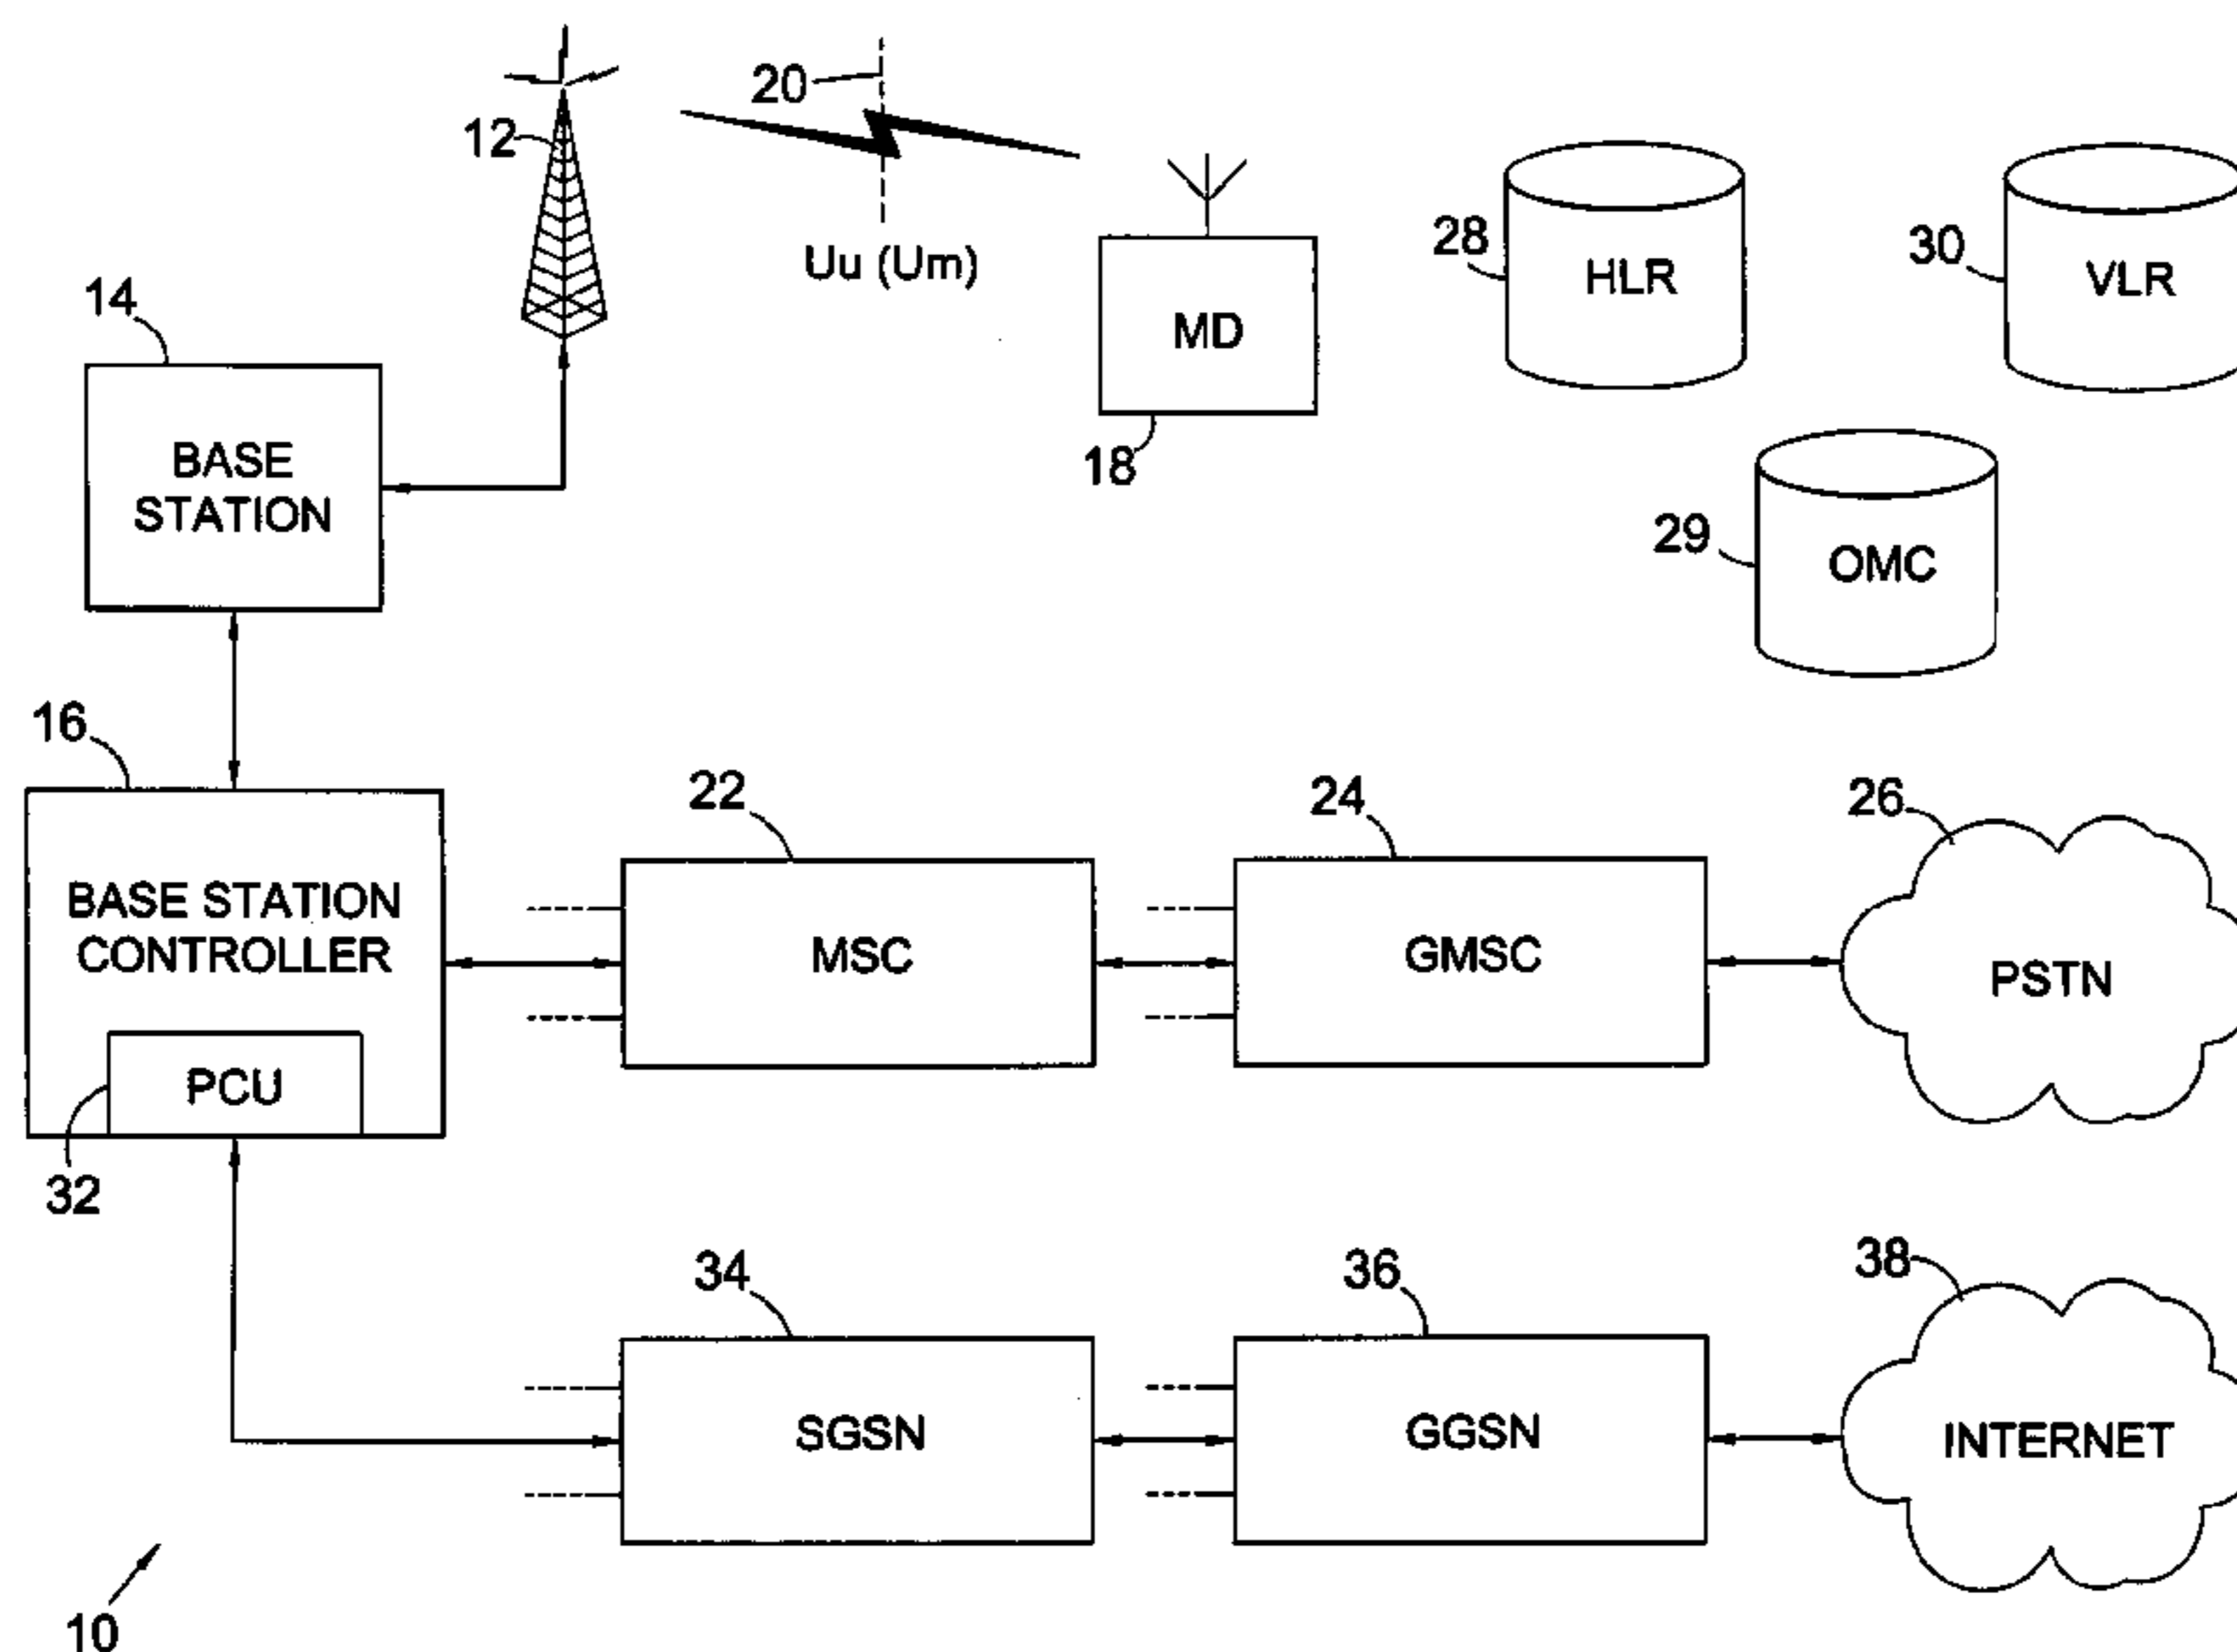 20
12
Uu (Um)
MD
18
28
HLR
30
VLR
29
OMC
14
BASE
STATION
16
BASE STATION
CONTROLLER
PCU
32
22
MSC
24
GMSC
26
PSTN
34
SGSN
36
GGSN
38
INTERNET
10